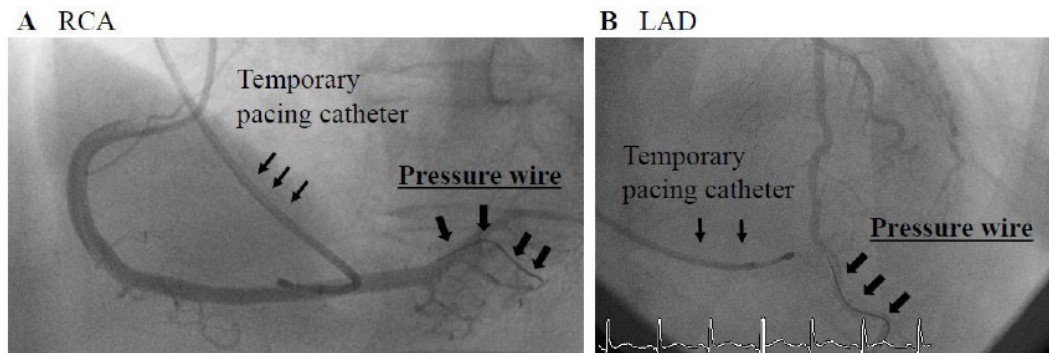 A RCA
Temporary
pacing catheter
Pressure wire
B LAD
Temporary
pacing catheter
Pressure wire